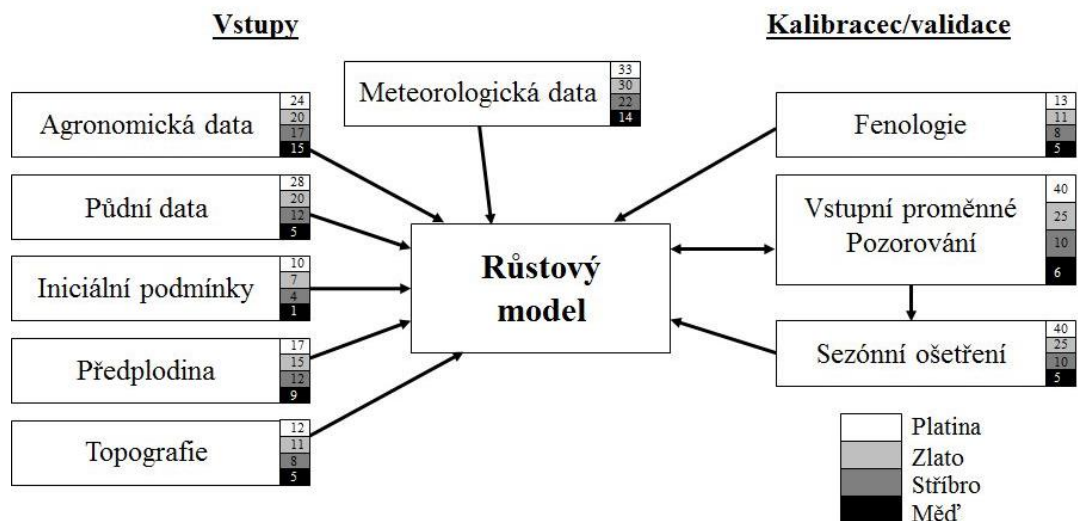 Vstupy
Kalibracec/validace
Meteorologická data
33
30
22
14
Agronomická data
24
20
17
15
Fenologie
13
11
8
5
Půdní data
28
20
12
5
Vstupní proměnné
Pozorování
40
25
10
6
Růstový
model
Iniciální podmínky
10
7
4
1
Předplodina
17
15
12
9
Sezónní ošetření
40
25
10
5
Topografie
12
11
8
5
Platina
Zlato
Stříbro
Měď